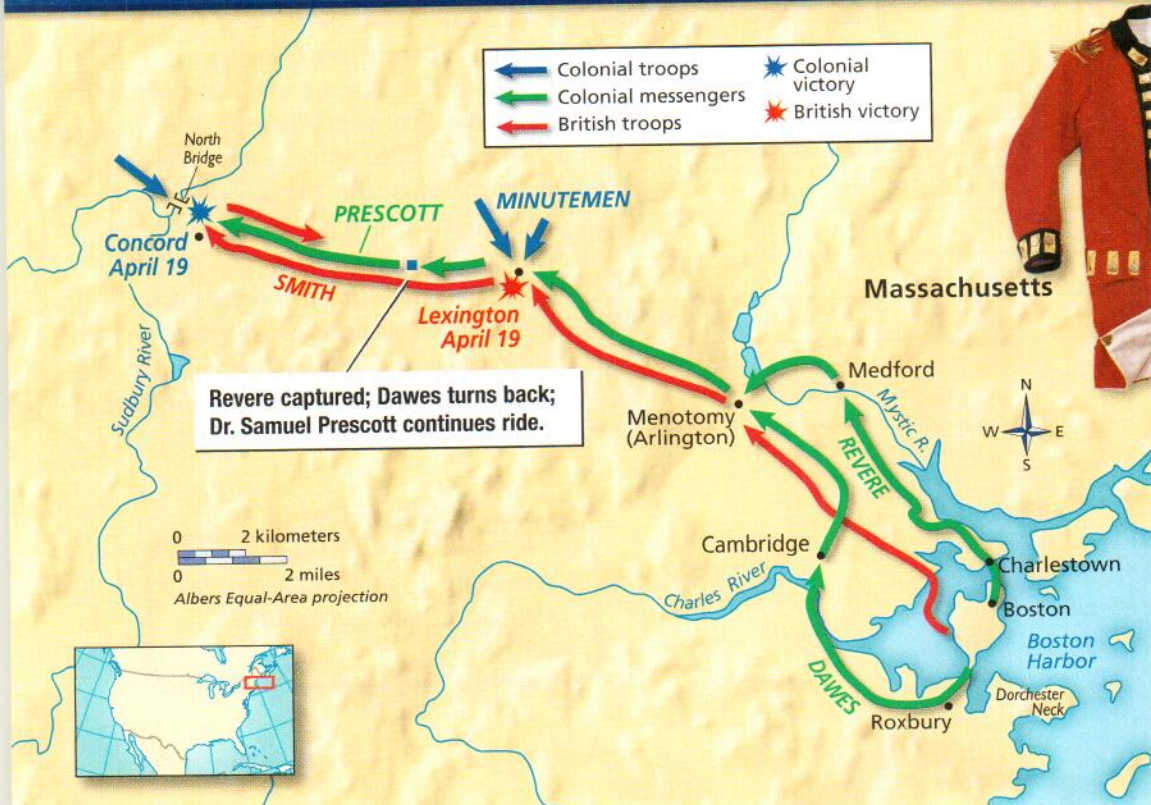 Colonial troops
Colonial messengers
British troops
Colonial
victory
British victory
North
Bridge
PRESCOTT
MINUTEMEN
Concord
April 19
SMITH
Lexington
April 19
Massachusetts
Sudbury River
Revere captured; Dawes turns back;
Dr. Samuel Prescott continues ride.
Menotomy
(Arlington)
Medford
Mystic R.
N
W
E
S
REVERE
0
2 kilometers
0
2 miles
Albers Equal-Area projection
Cambridge
Charles River
Charlestown
Boston
Boston
Harbor
DAWES
Roxbury
Dorchester
Neck